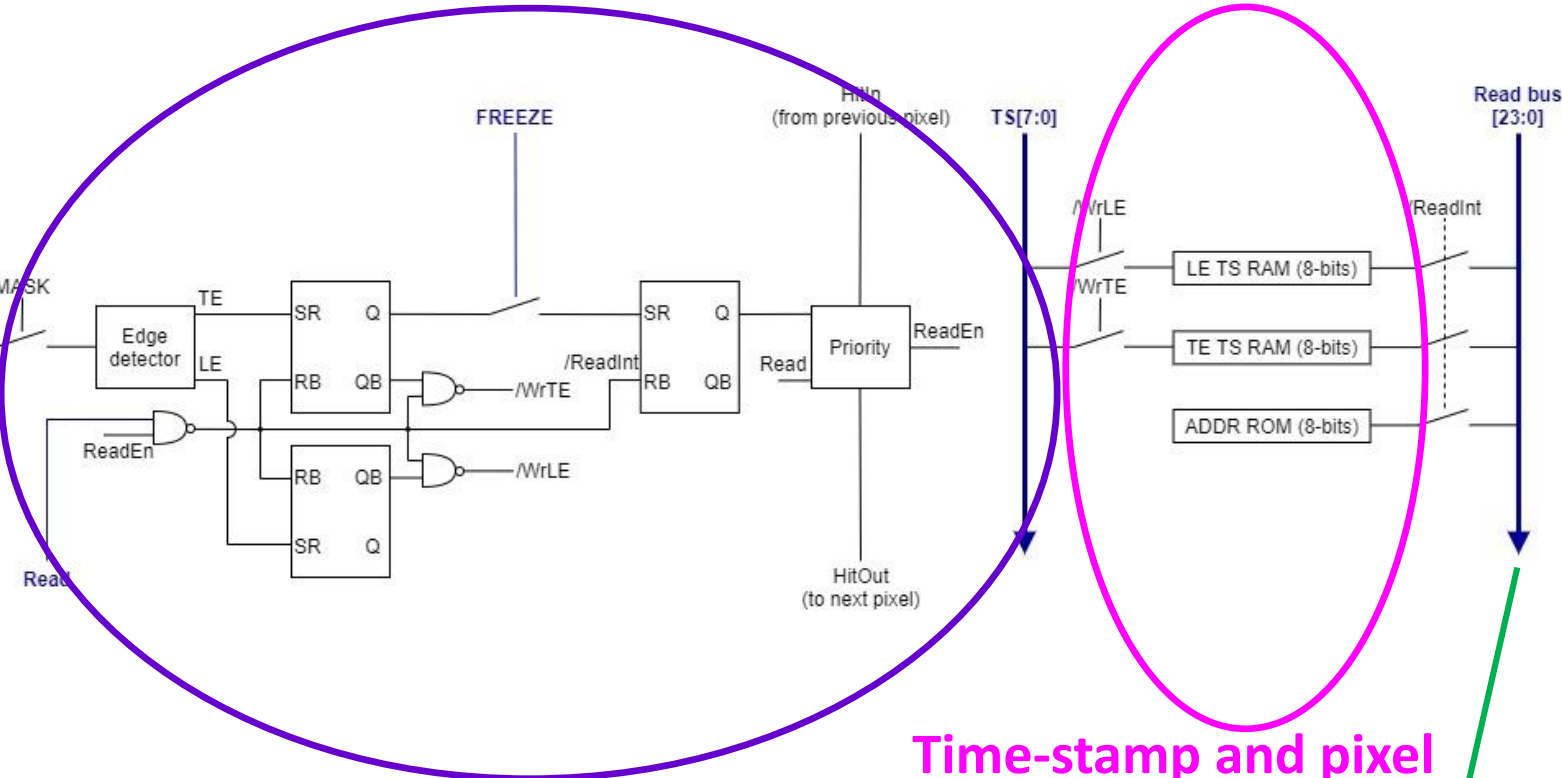 FREEZE
HitIn
(from previous pixel)
TS[7:0]
Read bus
[23:0]
/WrLE
/ReadInt
LE TS RAM (8-bits)
/WrTE
TE TS RAM (8-bits)
ADDR ROM (8-bits)
MASK
Edge
detector
TE
LE
SR Q
RB QB
/ReadInt
SR Q
RB QB
Priority
Read
ReadEn
/WrTE
ReadEn
RB QB
SR Q
/WrLE
Read
HitOut
(to next pixel)
Time-stamp and pixel